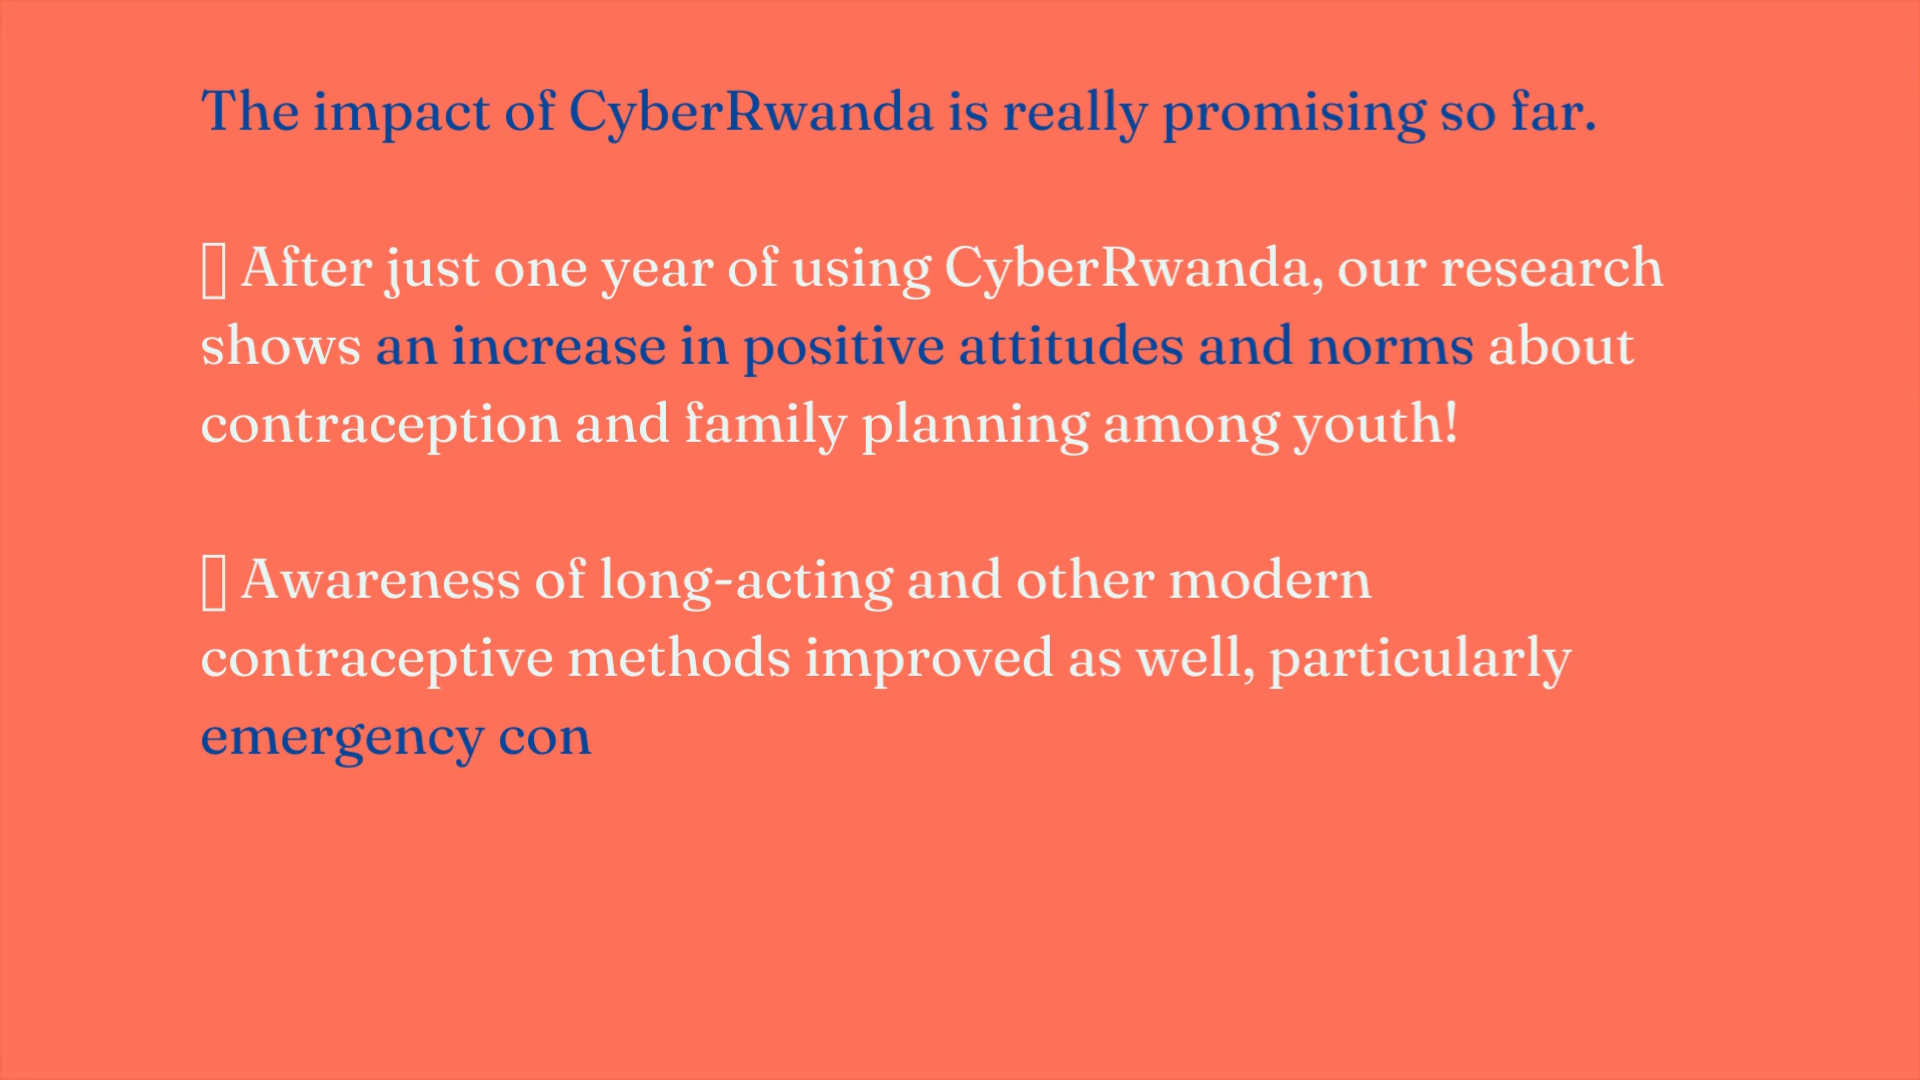 The impact of CyberRwanda is really promising so far.
▯ After just one year of using CyberRwanda, our research
shows an increase in positive attitudes and norms about
contraception and family planning among youth!
▯ Awareness of long-acting and other modern
contraceptive methods improved as well, particularly
emergency con